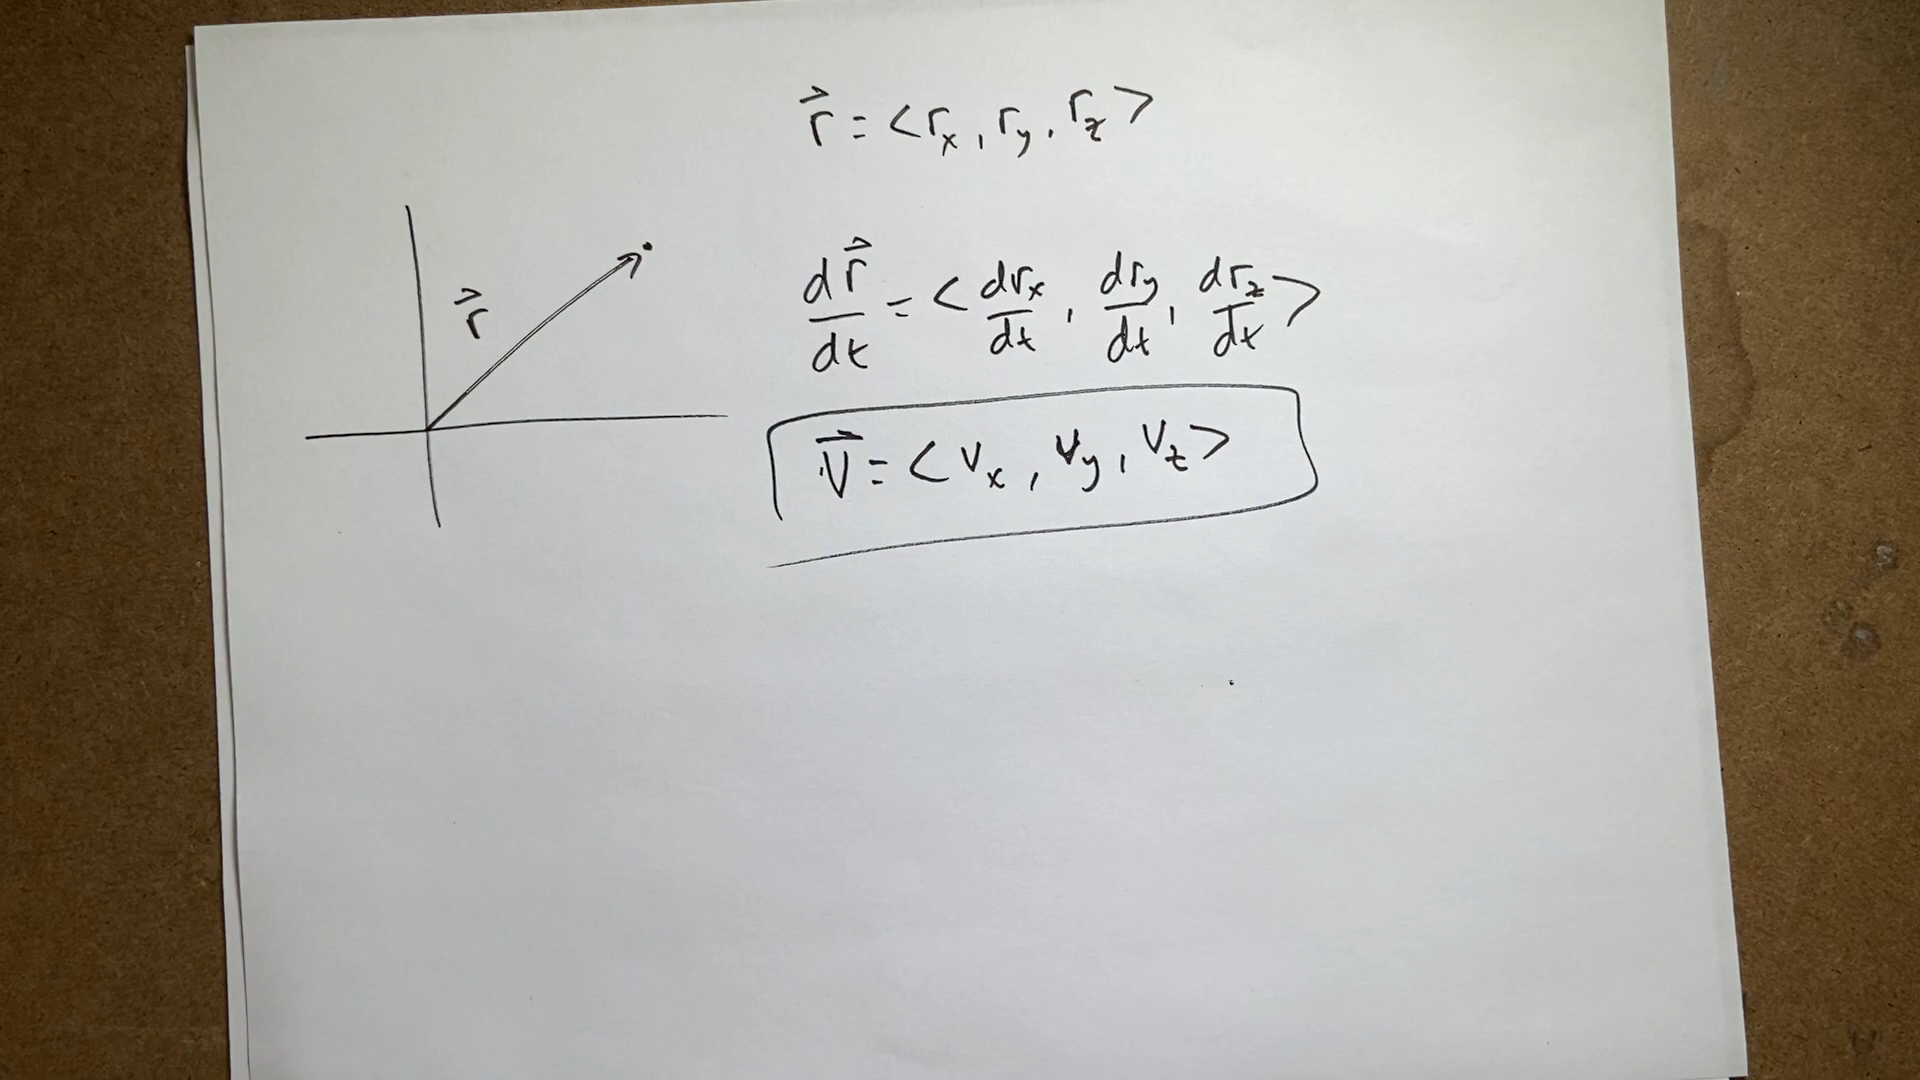 r⃗ = <r_x, r_y, r_z>
r⃗
dr⃗/dt = <dr_x/dt, dr_y/dt, dr_z/dt>
v⃗ = <v_x, v_y, v_z>